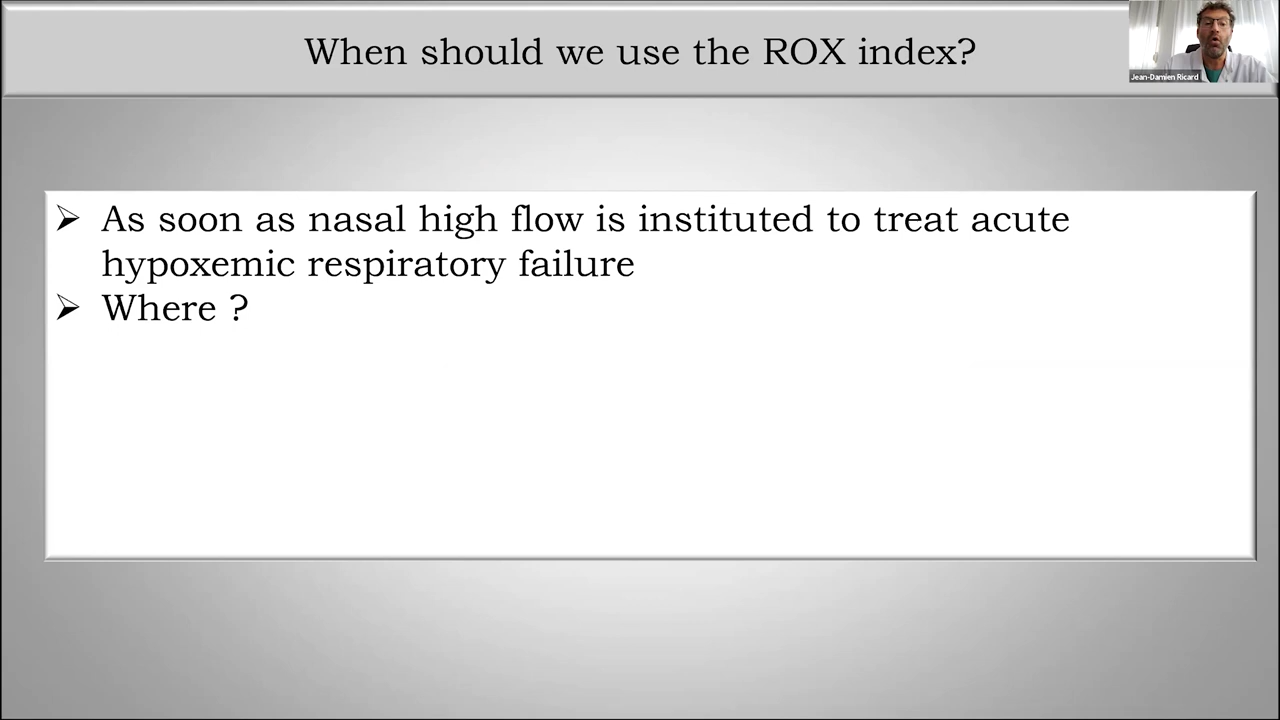 When should we use the ROX index?
Jean-Damien Ricard
➢ As soon as nasal high flow is instituted to treat acute
hypoxemic respiratory failure
➢ Where ?